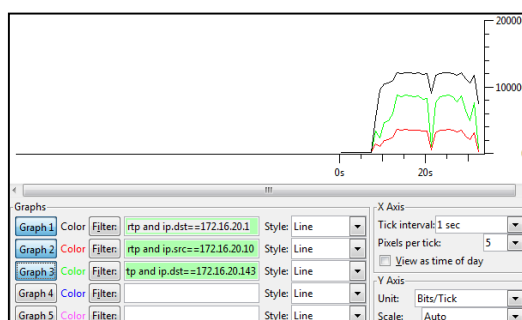 20000
10000
0
0s 20s
Graphs
Graph 1 Color Filter: rtp and ip.dst==172.16.20.1 Style: Line
Graph 2 Color Filter: rtp and ip.src==172.16.20.10 Style: Line
Graph 3 Color Filter: tp and ip.dst==172.16.20.143 Style: Line
Graph 4 Color Filter: Style: Line
Graph 5 Color Filter: Style: Line
X Axis
Tick interval: 1 sec
Pixels per tick: 5
View as time of day
Y Axis
Unit: Bits/Tick
Scale: Auto